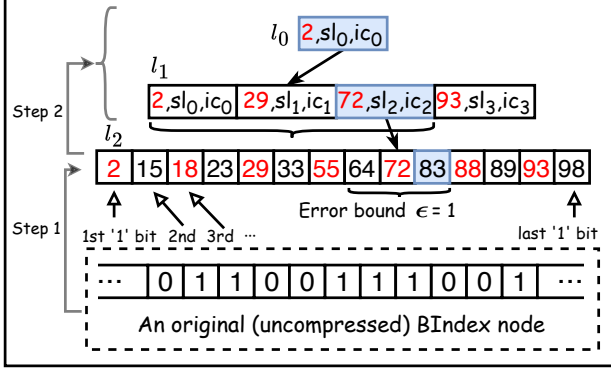 l0 2,sl0,ic0
l1
2,sl0,ic0 29,sl1,ic1 72,sl2,ic2 93,sl3,ic3
Step 2
l2
2 15 18 23 29 33 55 64 72 83 88 89 93 98
Error bound ϵ = 1
Step 1
1st '1' bit 2nd 3rd ... last '1' bit
... 0 1 1 0 0 1 1 1 0 0 1 ...
An original (uncompressed) BIndex node